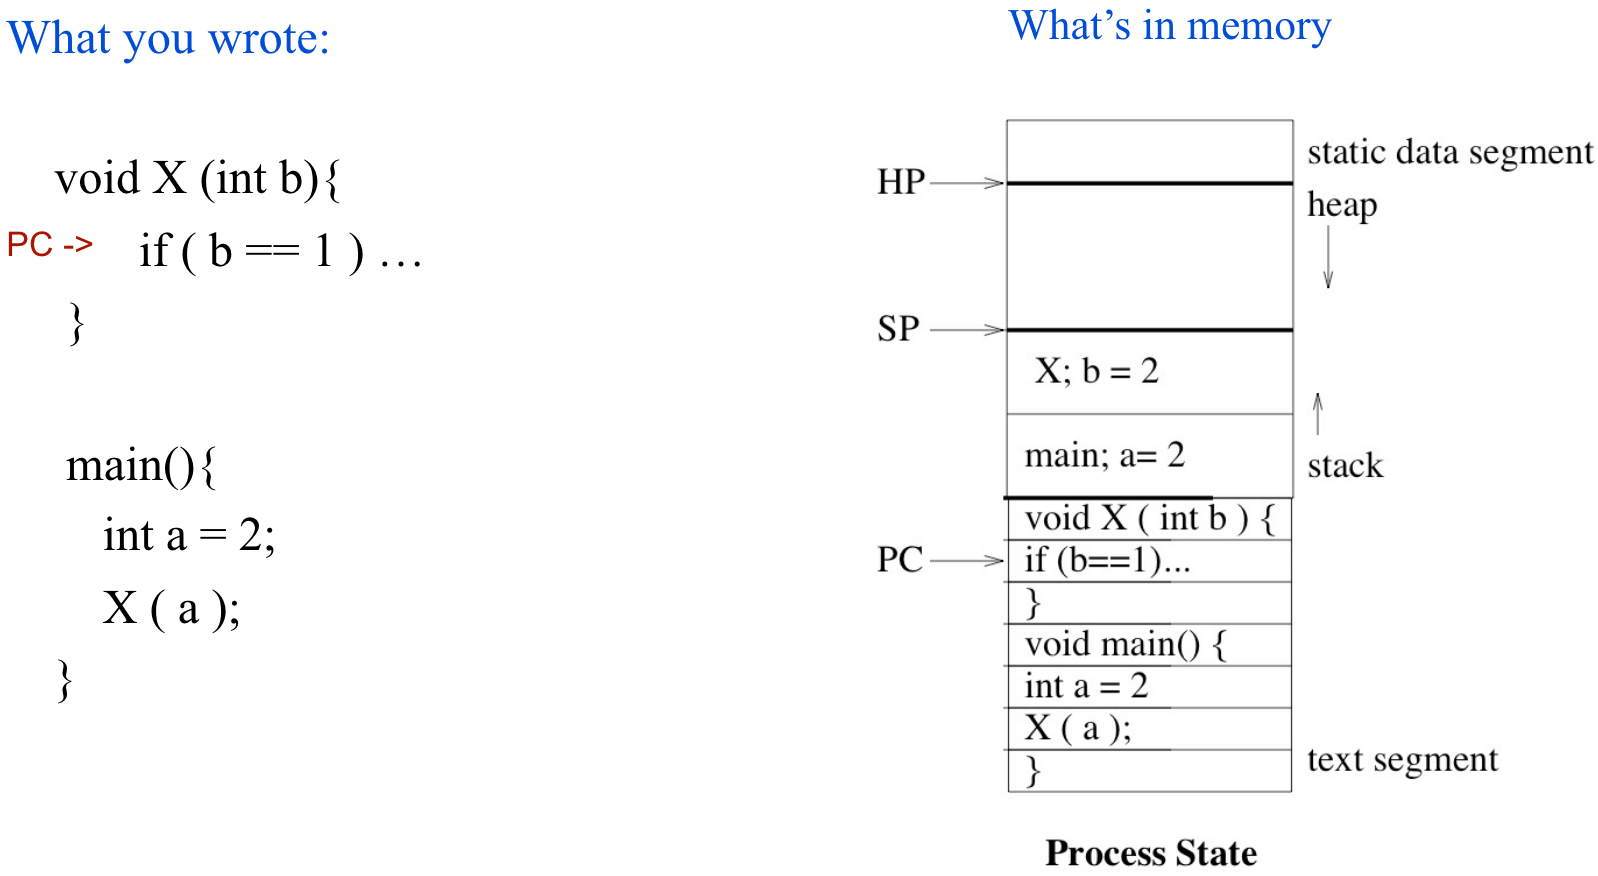 What you wrote:
void X (int b){
PC -> if ( b == 1 ) …
}
main(){
int a = 2;
X ( a );
}
What’s in memory
static data segment
HP
heap
SP
X; b = 2
main; a= 2
stack
void X ( int b ) {
PC if (b==1)...
}
void main() {
int a = 2
X ( a );
}
text segment
Process State